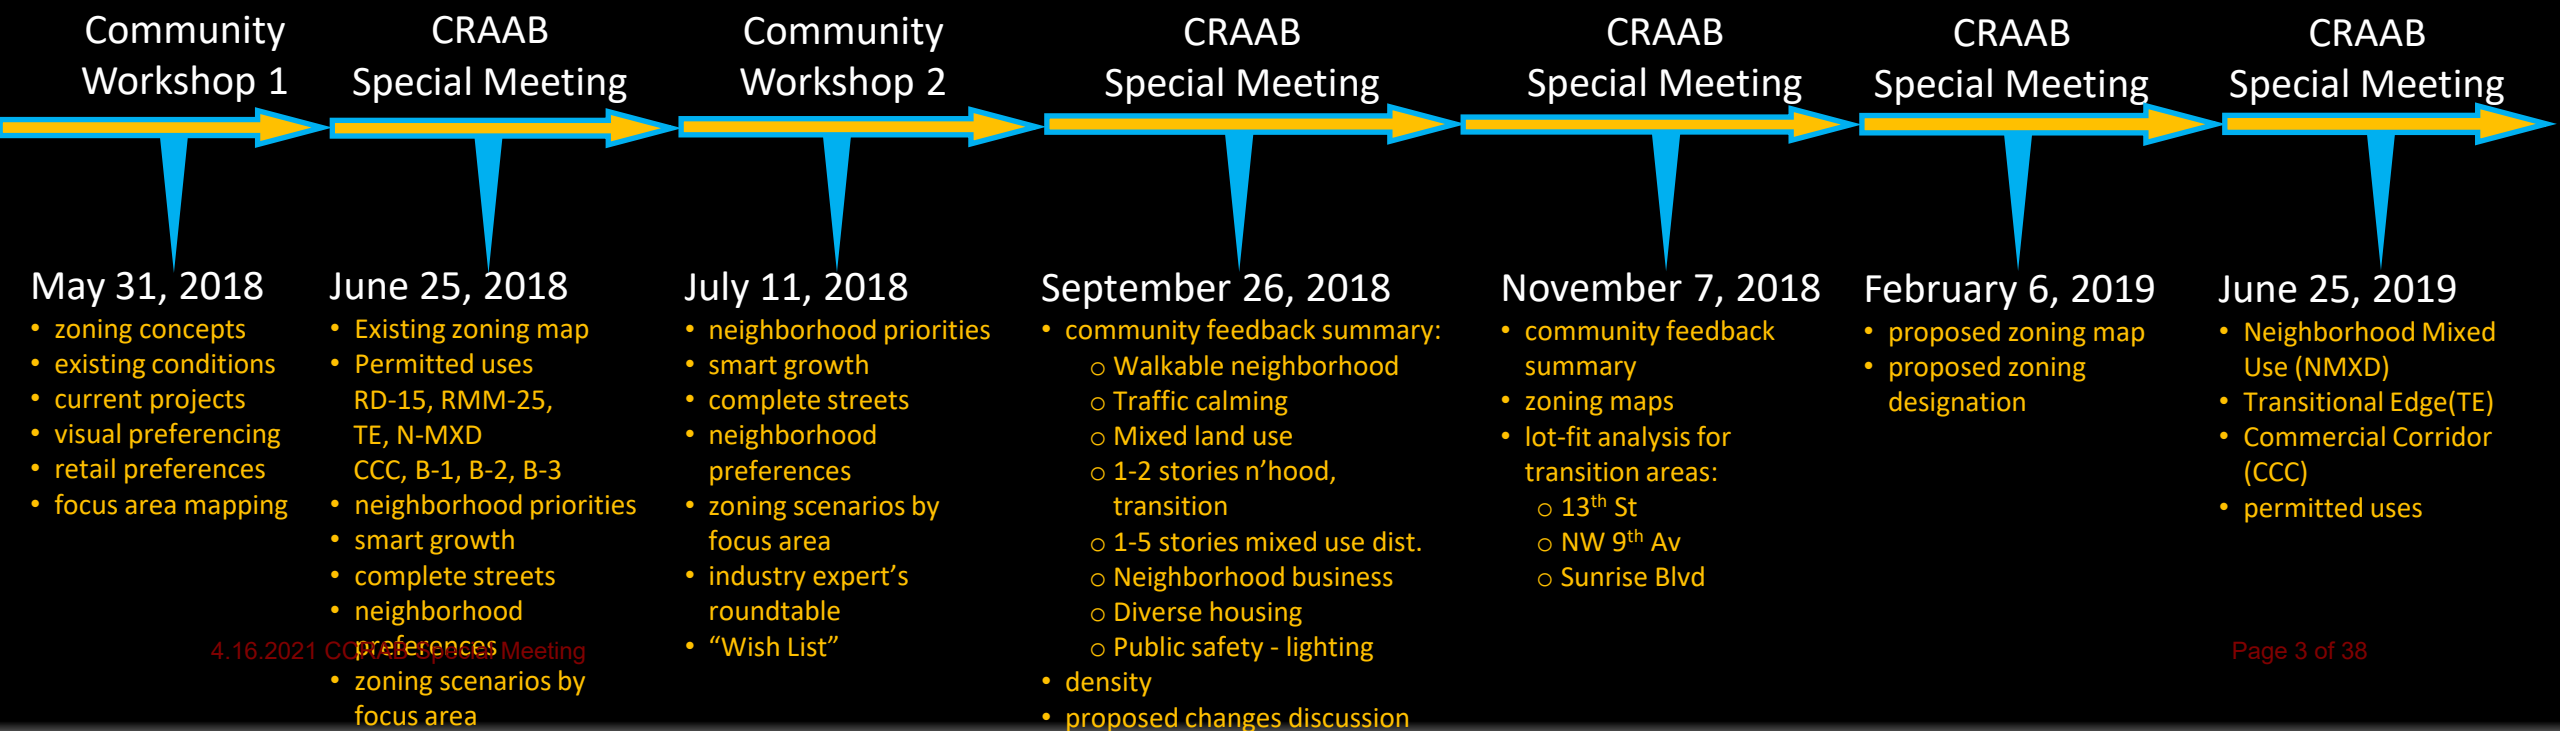 Community
Workshop 1
May 31, 2018
• zoning concepts
• existing conditions
• current projects
• visual preferencing
• retail preferences
• focus area mapping
CRAAB
Special Meeting
June 25, 2018
• Existing zoning map
• Permitted uses
RD-15, RMM-25,
TE, N-MXD
CCC, B-1, B-2, B-3
• neighborhood priorities
• smart growth
• complete streets
• neighborhood
preferences
• zoning scenarios by
focus area
Community
Workshop 2
July 11, 2018
• neighborhood priorities
• smart growth
• complete streets
• neighborhood
preferences
• zoning scenarios by
focus area
• industry expert’s
roundtable
• “Wish List”
CRAAB
Special Meeting
September 26, 2018
• community feedback summary:
o Walkable neighborhood
o Traffic calming
o Mixed land use
o 1-2 stories n’hood,
transition
o 1-5 stories mixed use dist.
o Neighborhood business
o Diverse housing
o Public safety - lighting
• density
• proposed changes discussion
CRAAB
Special Meeting
November 7, 2018
• community feedback
summary
• zoning maps
• lot-fit analysis for
transition areas:
o 13th St
o NW 9th Av
o Sunrise Blvd
CRAAB
Special Meeting
February 6, 2019
• proposed zoning map
• proposed zoning
designation
CRAAB
Special Meeting
June 25, 2019
• Neighborhood Mixed
Use (NMXD)
• Transitional Edge(TE)
• Commercial Corridor
(CCC)
• permitted uses
4.16.2021 CCRAB Special Meeting
Page 3 of 38